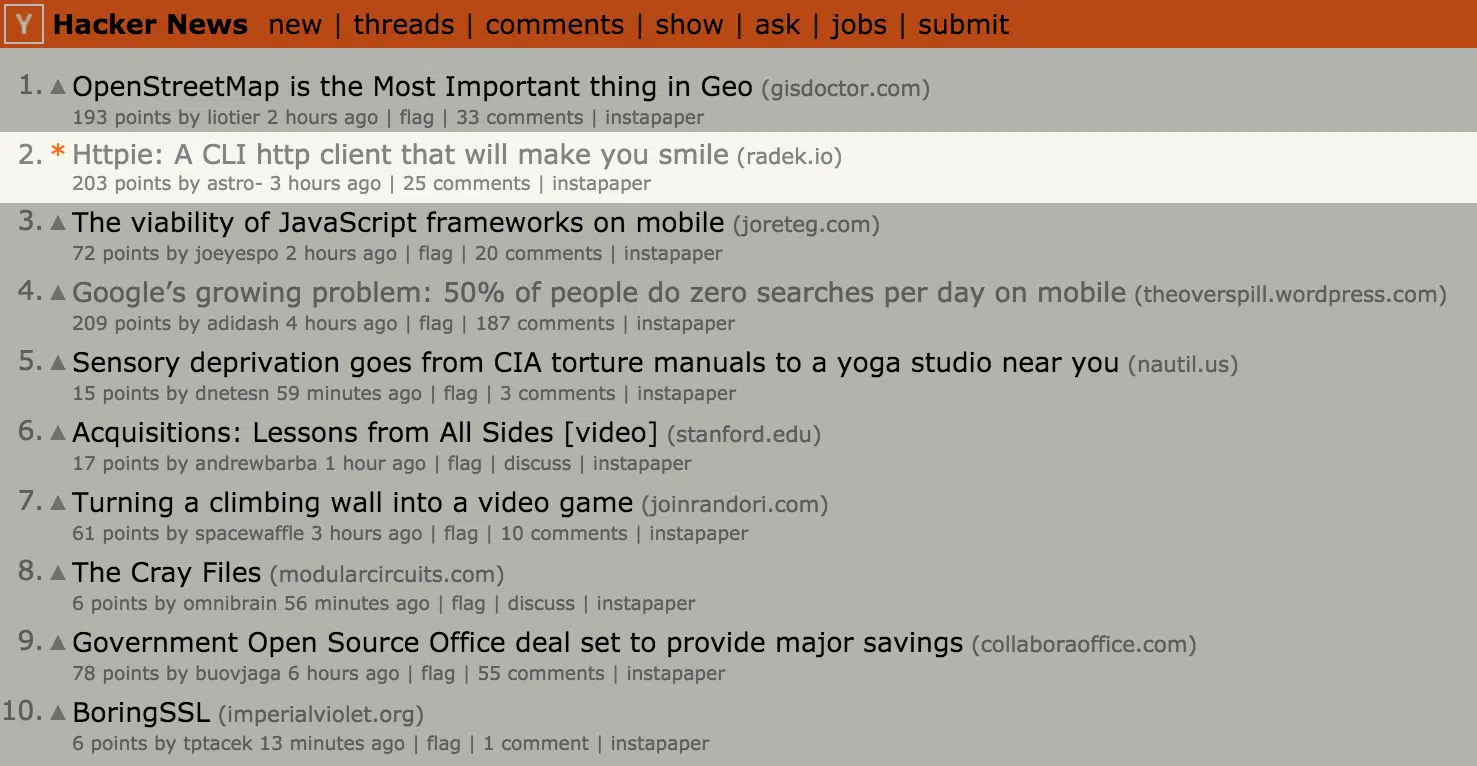 Y Hacker News new | threads | comments | show | ask | jobs | submit
1. ▲ OpenStreetMap is the Most Important thing in Geo (gisdoctor.com)
193 points by liotier 2 hours ago | flag | 33 comments | instapaper
2. * Httpie: A CLI http client that will make you smile (radek.io)
203 points by astro- 3 hours ago | 25 comments | instapaper
3. ▲ The viability of JavaScript frameworks on mobile (joreteg.com)
72 points by joeyespo 2 hours ago | flag | 20 comments | instapaper
4. ▲ Google’s growing problem: 50% of people do zero searches per day on mobile (theoverspill.wordpress.com)
209 points by adidash 4 hours ago | flag | 187 comments | instapaper
5. ▲ Sensory deprivation goes from CIA torture manuals to a yoga studio near you (nautil.us)
15 points by dnetesn 59 minutes ago | flag | 3 comments | instapaper
6. ▲ Acquisitions: Lessons from All Sides [video] (stanford.edu)
17 points by andrewbarba 1 hour ago | flag | discuss | instapaper
7. ▲ Turning a climbing wall into a video game (joinrandori.com)
61 points by spacewaffle 3 hours ago | flag | 10 comments | instapaper
8. ▲ The Cray Files (modularcircuits.com)
6 points by omnibrain 56 minutes ago | flag | discuss | instapaper
9. ▲ Government Open Source Office deal set to provide major savings (collaboraoffice.com)
78 points by buovjaga 6 hours ago | flag | 55 comments | instapaper
10. ▲ BoringSSL (imperialviolet.org)
6 points by tptacek 13 minutes ago | flag | 1 comment | instapaper